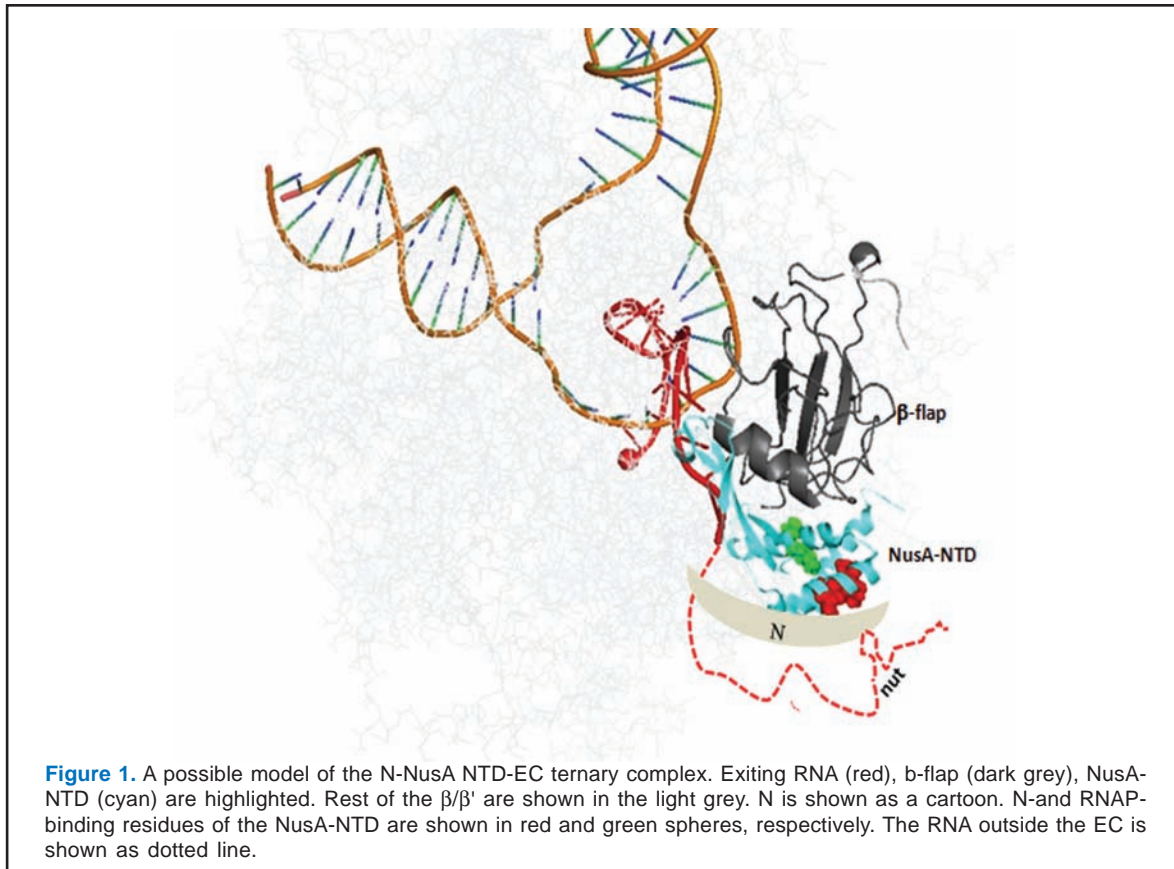 β-flap
NusA-NTD
N
nut
Figure 1. A possible model of the N-NusA NTD-EC ternary complex. Exiting RNA (red), b-flap (dark grey), NusA-
NTD (cyan) are highlighted. Rest of the β/β' are shown in the light grey. N is shown as a cartoon. N-and RNAP-
binding residues of the NusA-NTD are shown in red and green spheres, respectively. The RNA outside the EC is
shown as dotted line.